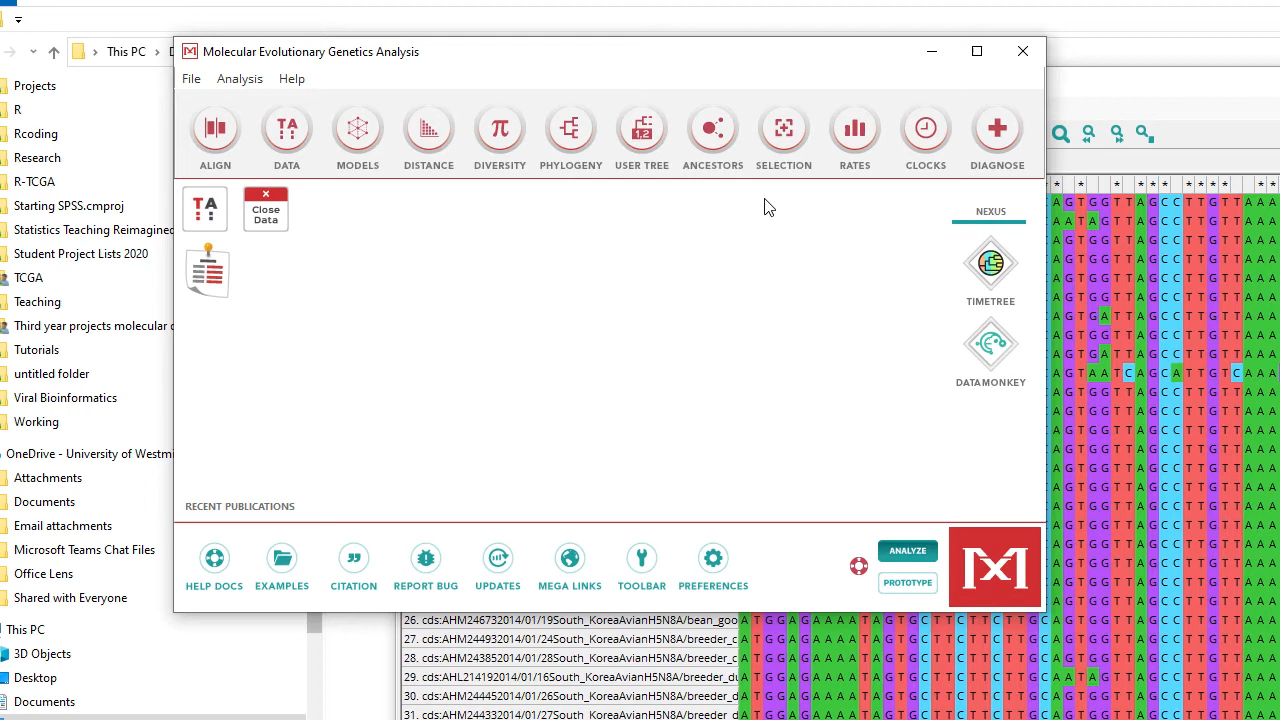 This PC
D
Molecular Evolutionary Genetics Analysis
File Analysis Help
ALIGN DATA MODELS DISTANCE DIVERSITY PHYLOGENY USER TREE ANCESTORS SELECTION RATES CLOCKS DIAGNOSE
TA
Close
Data
NEXUS
TIMETREE
DATAMONKEY
RECENT PUBLICATIONS
HELP DOCS EXAMPLES CITATION REPORT BUG UPDATES MEGA LINKS TOOLBAR PREFERENCES
ANALYZE
PROTOTYPE
Projects
R
Rcoding
Research
R-TCGA
Starting SPSS.cmproj
Statistics Teaching Reimagined
Student Project Lists 2020
TCGA
Teaching
Third year projects molecular
Tutorials
untitled folder
Viral Bioinformatics
Working
OneDrive - University of Westmi
Attachments
Documents
Email attachments
Microsoft Teams Chat Files
Office Lens
Shared with Everyone
This PC
3D Objects
Desktop
Documents
A G T G G T T A G C C T T G T T A A A
A A T A G T T A G C C T T G T T A A A
A G T G G T T A G C C T T G T T A A A
A G T G G T T A G C C T T G T T A A A
A G T G G T T A G C C T T G T T A A A
A G T G G T T A G C C T T G T T A A A
A G T G A T T A G C C T T G T T A A A
A G T G G T T A G C C T T G T T A A A
A G T G A T T A G C C T T G T T A A A
A G T A A T C A G C A T T G T C A A A
A G T G G T T A G C C T T G T T A A A
A G T G G T T A G C C T T G T T A A A
A G T G G T T A G C C T T G T T A A A
A G T G G T T A G C C T T G T T A A A
A G T G G T T A G C C T T G T T A A A
A G T G G T T A G C C T T G T T A A A
A G T G G T T A G C C T T G T T A A A
A G T G G T T A G C C T T G T T A A A
A G T G G T T A G C C T T G T T A A A
A G T G G T T A G C C T T G T T A A A
A G T G G T T A G C C T T G T T A A A
A G T G G T T A G C C T T G T T A A A
26. cds:AHM246732014/01/19South_KoreaAvianH5N8A/bean_goo A T G G A G A A A A T A G T G C T T C T T C T T G C A G T G G T T A G C C T T G T T A A A
27. cds:AHM244932014/01/24South_KoreaAvianH5N8A/breeder_c A T G G A G A A A A T A G T G C T T C T T C T T G C A G T G G T T A G C C T T G T T A A A
28. cds:AHM243852014/01/28South_KoreaAvianH5N8A/breeder_c A T G G A G A A A A T A G T G C T T C T T C T T G C A G T G G T T A G C C T T G T T A A A
29. cds:AHL214192014/01/16South_KoreaAvianH5N8A/breeder_du A T G G A G A A A A T A G T G C T T C T T C T T G C A A T A G T T A G C C T T G T T A A A
30. cds:AHM244452014/01/26South_KoreaAvianH5N8A/breeder_d A T G G A G A A A A T A G T G C T T C T T C T T G C A G T G G T T A G C C T T G T T A A A
31. cds:AHM244332014/01/27South_KoreaAvianH5N8A/breeder_d A T G G A G A A A A T A G T G C T T C T T C T T G C A G T G G T T A G C C T T G T T A A A